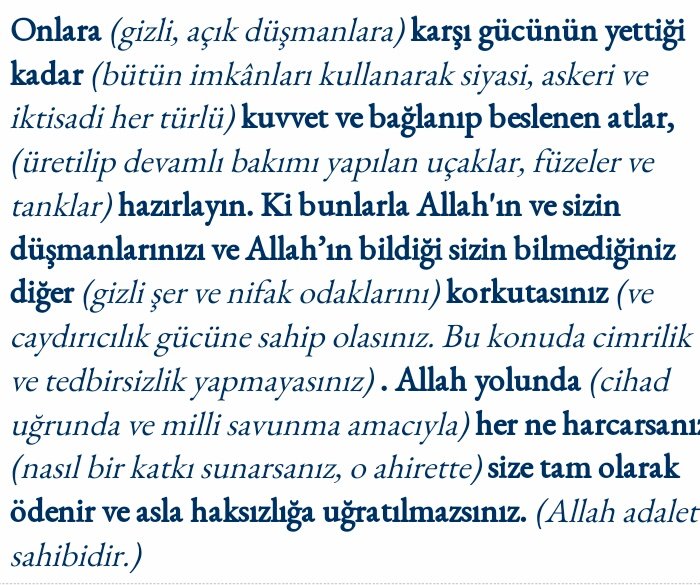 Onlara (gizli, açık düşmanlara) karşı gücünün yettiği
kadar (bütün imkânları kullanarak siyasi, askeri ve
iktisadi her türlü) kuvvet ve bağlanıp beslenen atlar,
(üretilip devamlı bakımı yapılan uçaklar, füzeler ve
tanklar) hazırlayın. Ki bunlarla Allah'ın ve sizin
düşmanlarınızı ve Allah’ın bildiği sizin bilmediğiniz
diğer (gizli şer ve nifak odaklarını) korkutasınız (ve
caydırıcılık gücüne sahip olasınız. Bu konuda cimrilik
ve tedbirsizlik yapmayasınız) . Allah yolunda (cihad
uğrunda ve milli savunma amacıyla) her ne harcarsanız
(nasıl bir katkı sunarsanız, o ahirette) size tam olarak
ödenir ve asla haksızlığa uğratılmazsınız. (Allah adalet
sahibidir.)